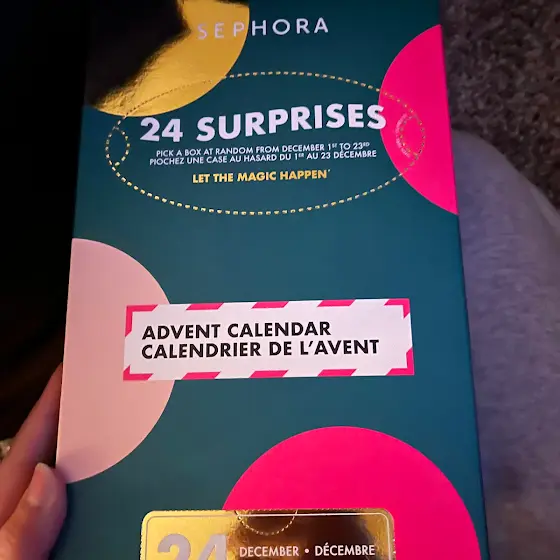 SEPHORA
24 SURPRISES
PICK A BOX AT RANDOM FROM DECEMBER 1ST TO 23RD
PIOCHEZ UNE CASE AU HASARD DU 1ER AU 23 DÉCEMBRE
LET THE MAGIC HAPPEN*
ADVENT CALENDAR
CALENDRIER DE L'AVENT
24 DECEMBER • DÉCEMBRE